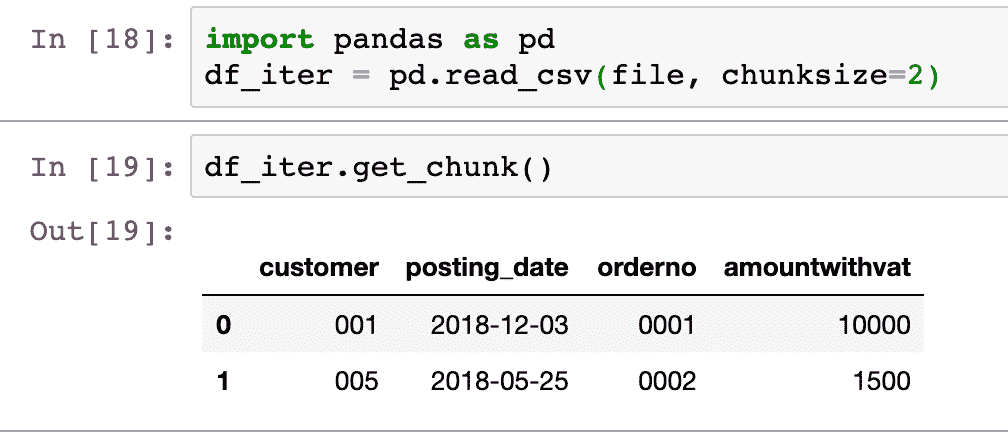 In [18]: import pandas as pd
df_iter = pd.read_csv(file, chunksize=2)
In [19]: df_iter.get_chunk()
Out[19]:
customer posting_date orderno amountwithvat
0 001 2018-12-03 0001 10000
1 005 2018-05-25 0002 1500